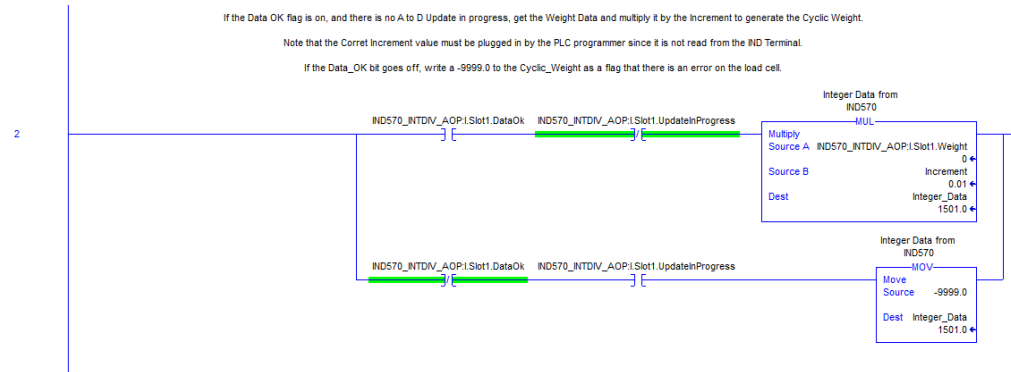 If the Data OK flag is on, and there is no A to D Update in progress, get the Weight Data and multiply it by the Increment to generate the Cyclic Weight.
Note that the Corret Increment value must be plugged in by the PLC programmer since it is not read from the IND Terminal.
If the Data_OK bit goes off, write a -9999.0 to the Cyclic_Weight as a flag that there is an error on the load cell.
Integer Data from
IND570
2
IND570_INTDIV_AOP:I.Slot1.DataOk IND570_INTDIV_AOP:I.Slot1.UpdateInProgress
MUL
Multiply
Source A IND570_INTDIV_AOP:I.Slot1.Weight
0
Source B Increment
0.01
Dest Integer_Data
1501.0
Integer Data from
IND570
IND570_INTDIV_AOP:I.Slot1.DataOk IND570_INTDIV_AOP:I.Slot1.UpdateInProgress
MOV
Move
Source -9999.0
Dest Integer_Data
1501.0